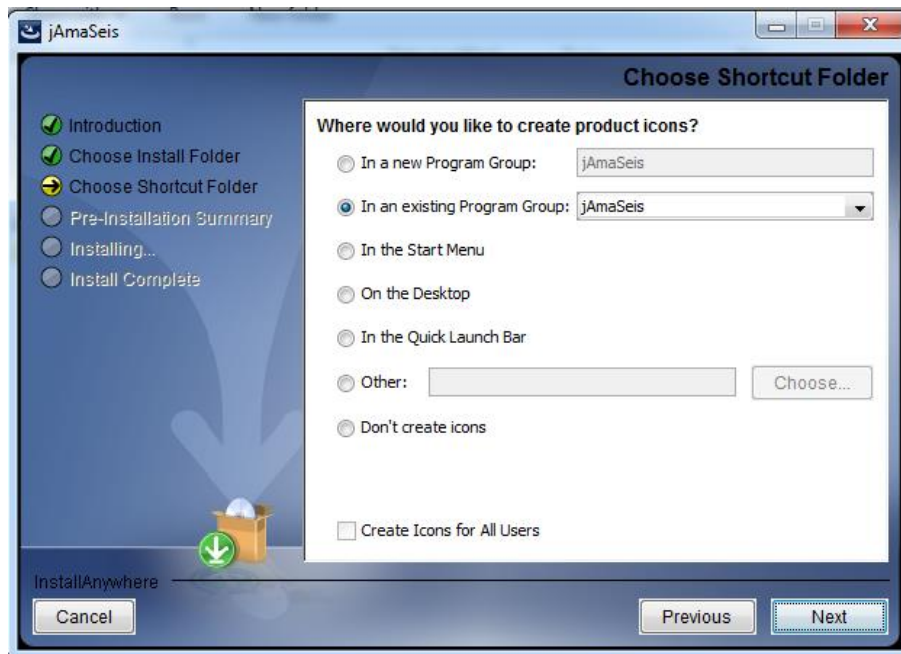 jAmaSeis
Choose Shortcut Folder
Introduction
Choose Install Folder
Choose Shortcut Folder
Pre-Installation Summary
Installing...
Install Complete
Where would you like to create product icons?
In a new Program Group: jAmaSeis
In an existing Program Group: jAmaSeis
In the Start Menu
On the Desktop
In the Quick Launch Bar
Other: Choose...
Don't create icons
Create Icons for All Users
InstallAnywhere
Cancel Previous Next